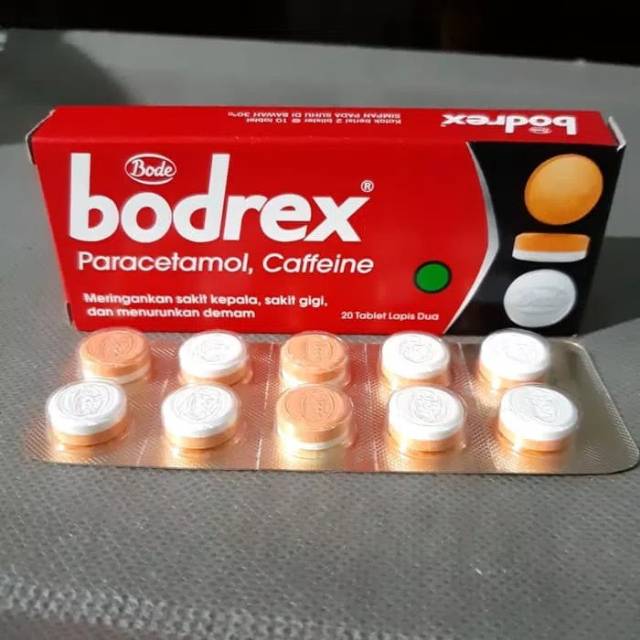 Kotak berisi 2 blister @ 10 tablet
SIMPAN PADA SUHU DI BAWAH 30°c
Bode
bodrex
Bode
bodrex®
Paracetamol, Caffeine
Meringankan sakit kepala, sakit gigi,
dan menurunkan demam
20 Tablet Lapis Dua